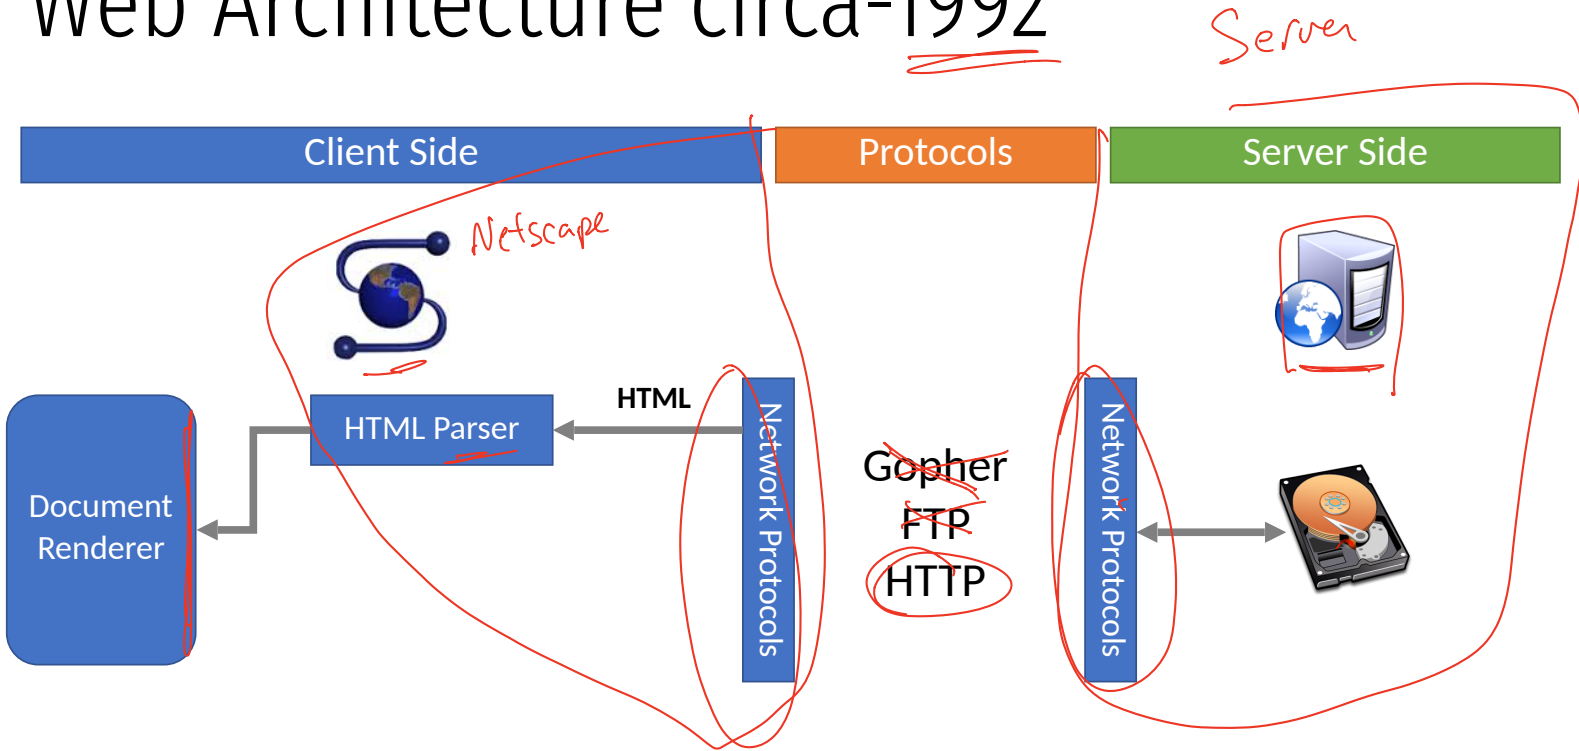 Web Architecture circa-1992
Server
Client Side
Protocols
Server Side
Netscape
HTML
HTML Parser
Document
Renderer
Network Protocols
Gopher
FTP
HTTP
Network Protocols